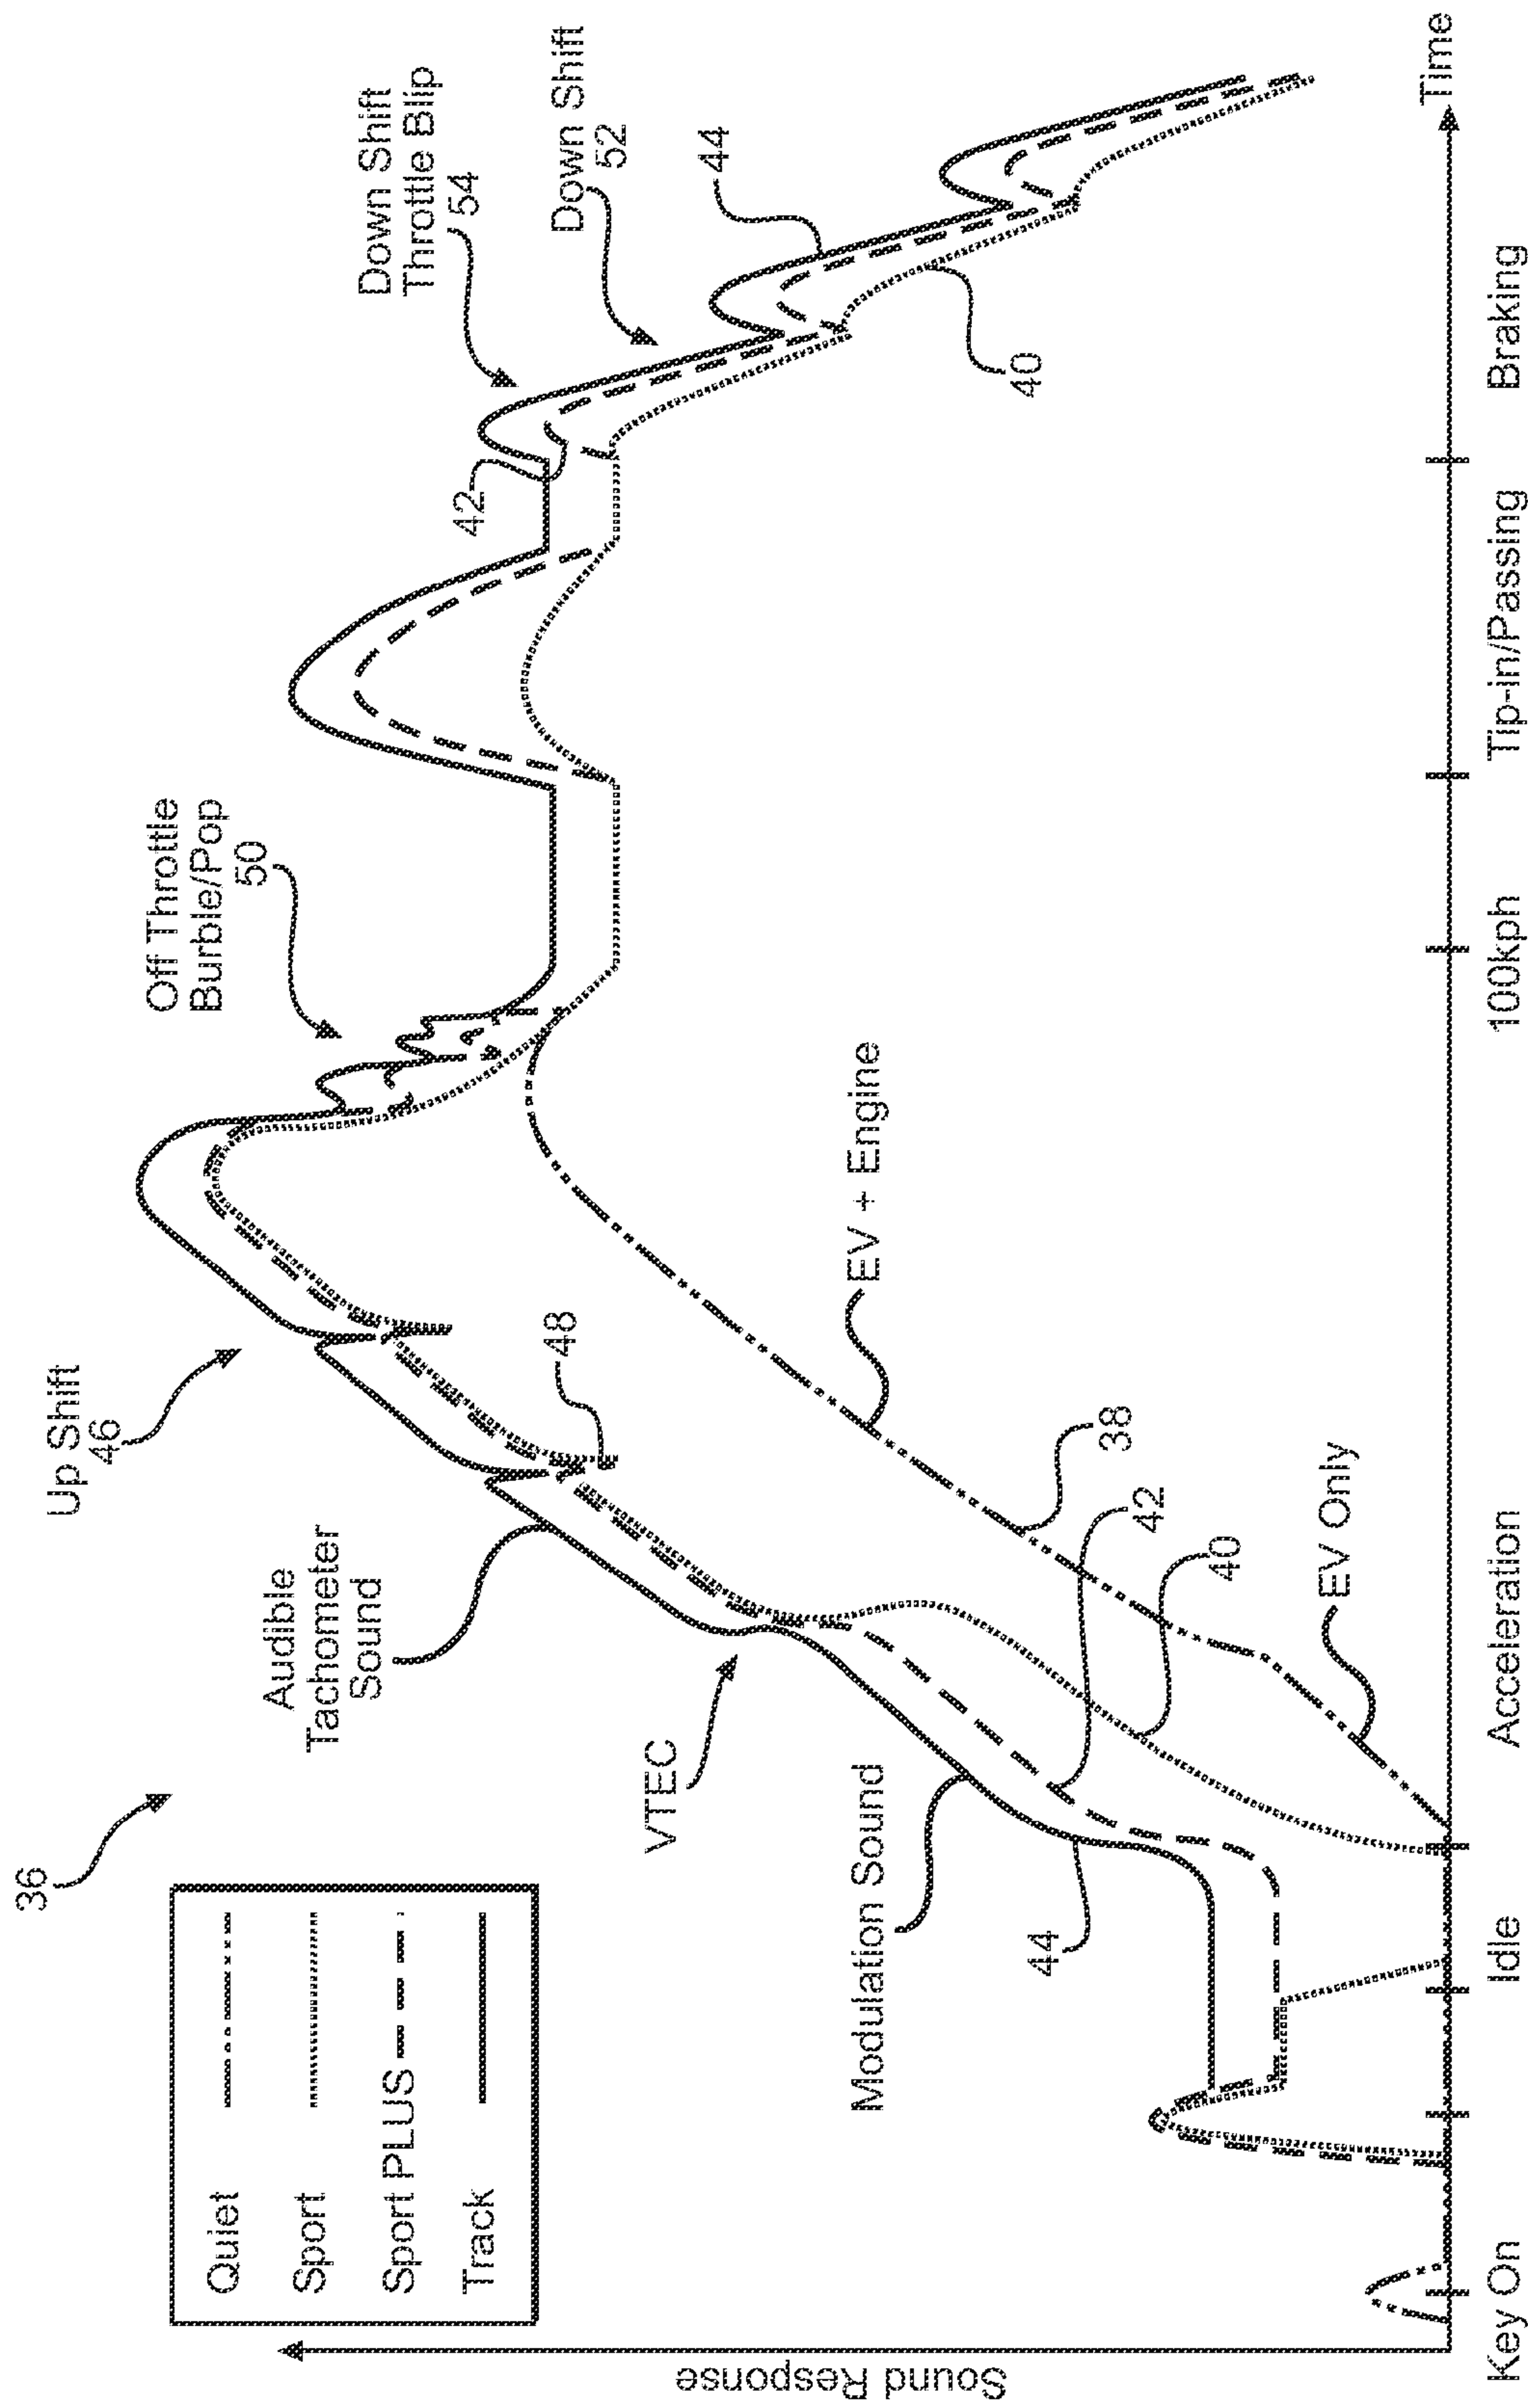 36
Quiet
Sport
Sport PLUS
Track
Up Shift
46
Audible
Tachometer
Sound
VTEC
Modulation Sound
44
48
Off Throttle
Burble/Pop
50
EV + Engine
38
42
40
EV Only
Down Shift
Throttle Blip
54
Down Shift
52
44
42
40
Sound Response
Key On
Idle
Acceleration
100kph
Tip-in/Passing
Braking
Time